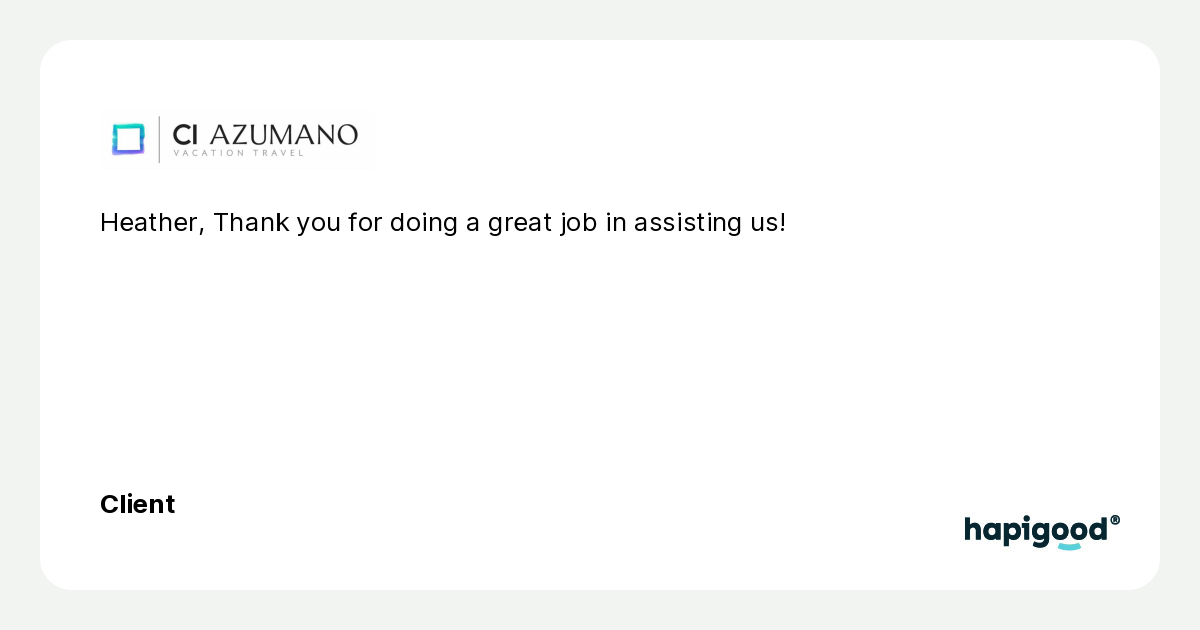 CI AZUMANO
VACATION TRAVEL
Heather, Thank you for doing a great job in assisting us!
Client
hapigood®